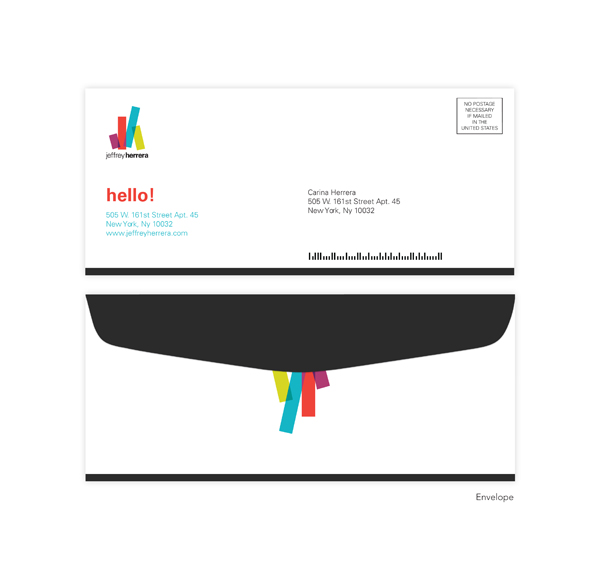 NO POSTAGE
NECESSARY
IF MAILED
IN THE
UNITED STATES
jeffreyherrera
hello!
505 W. 161st Street Apt. 45
New York, Ny 10032
www.jeffreyherrera.com
Carina Herrera
505 W. 161st Street Apt. 45
New York, Ny 10032
Envelope